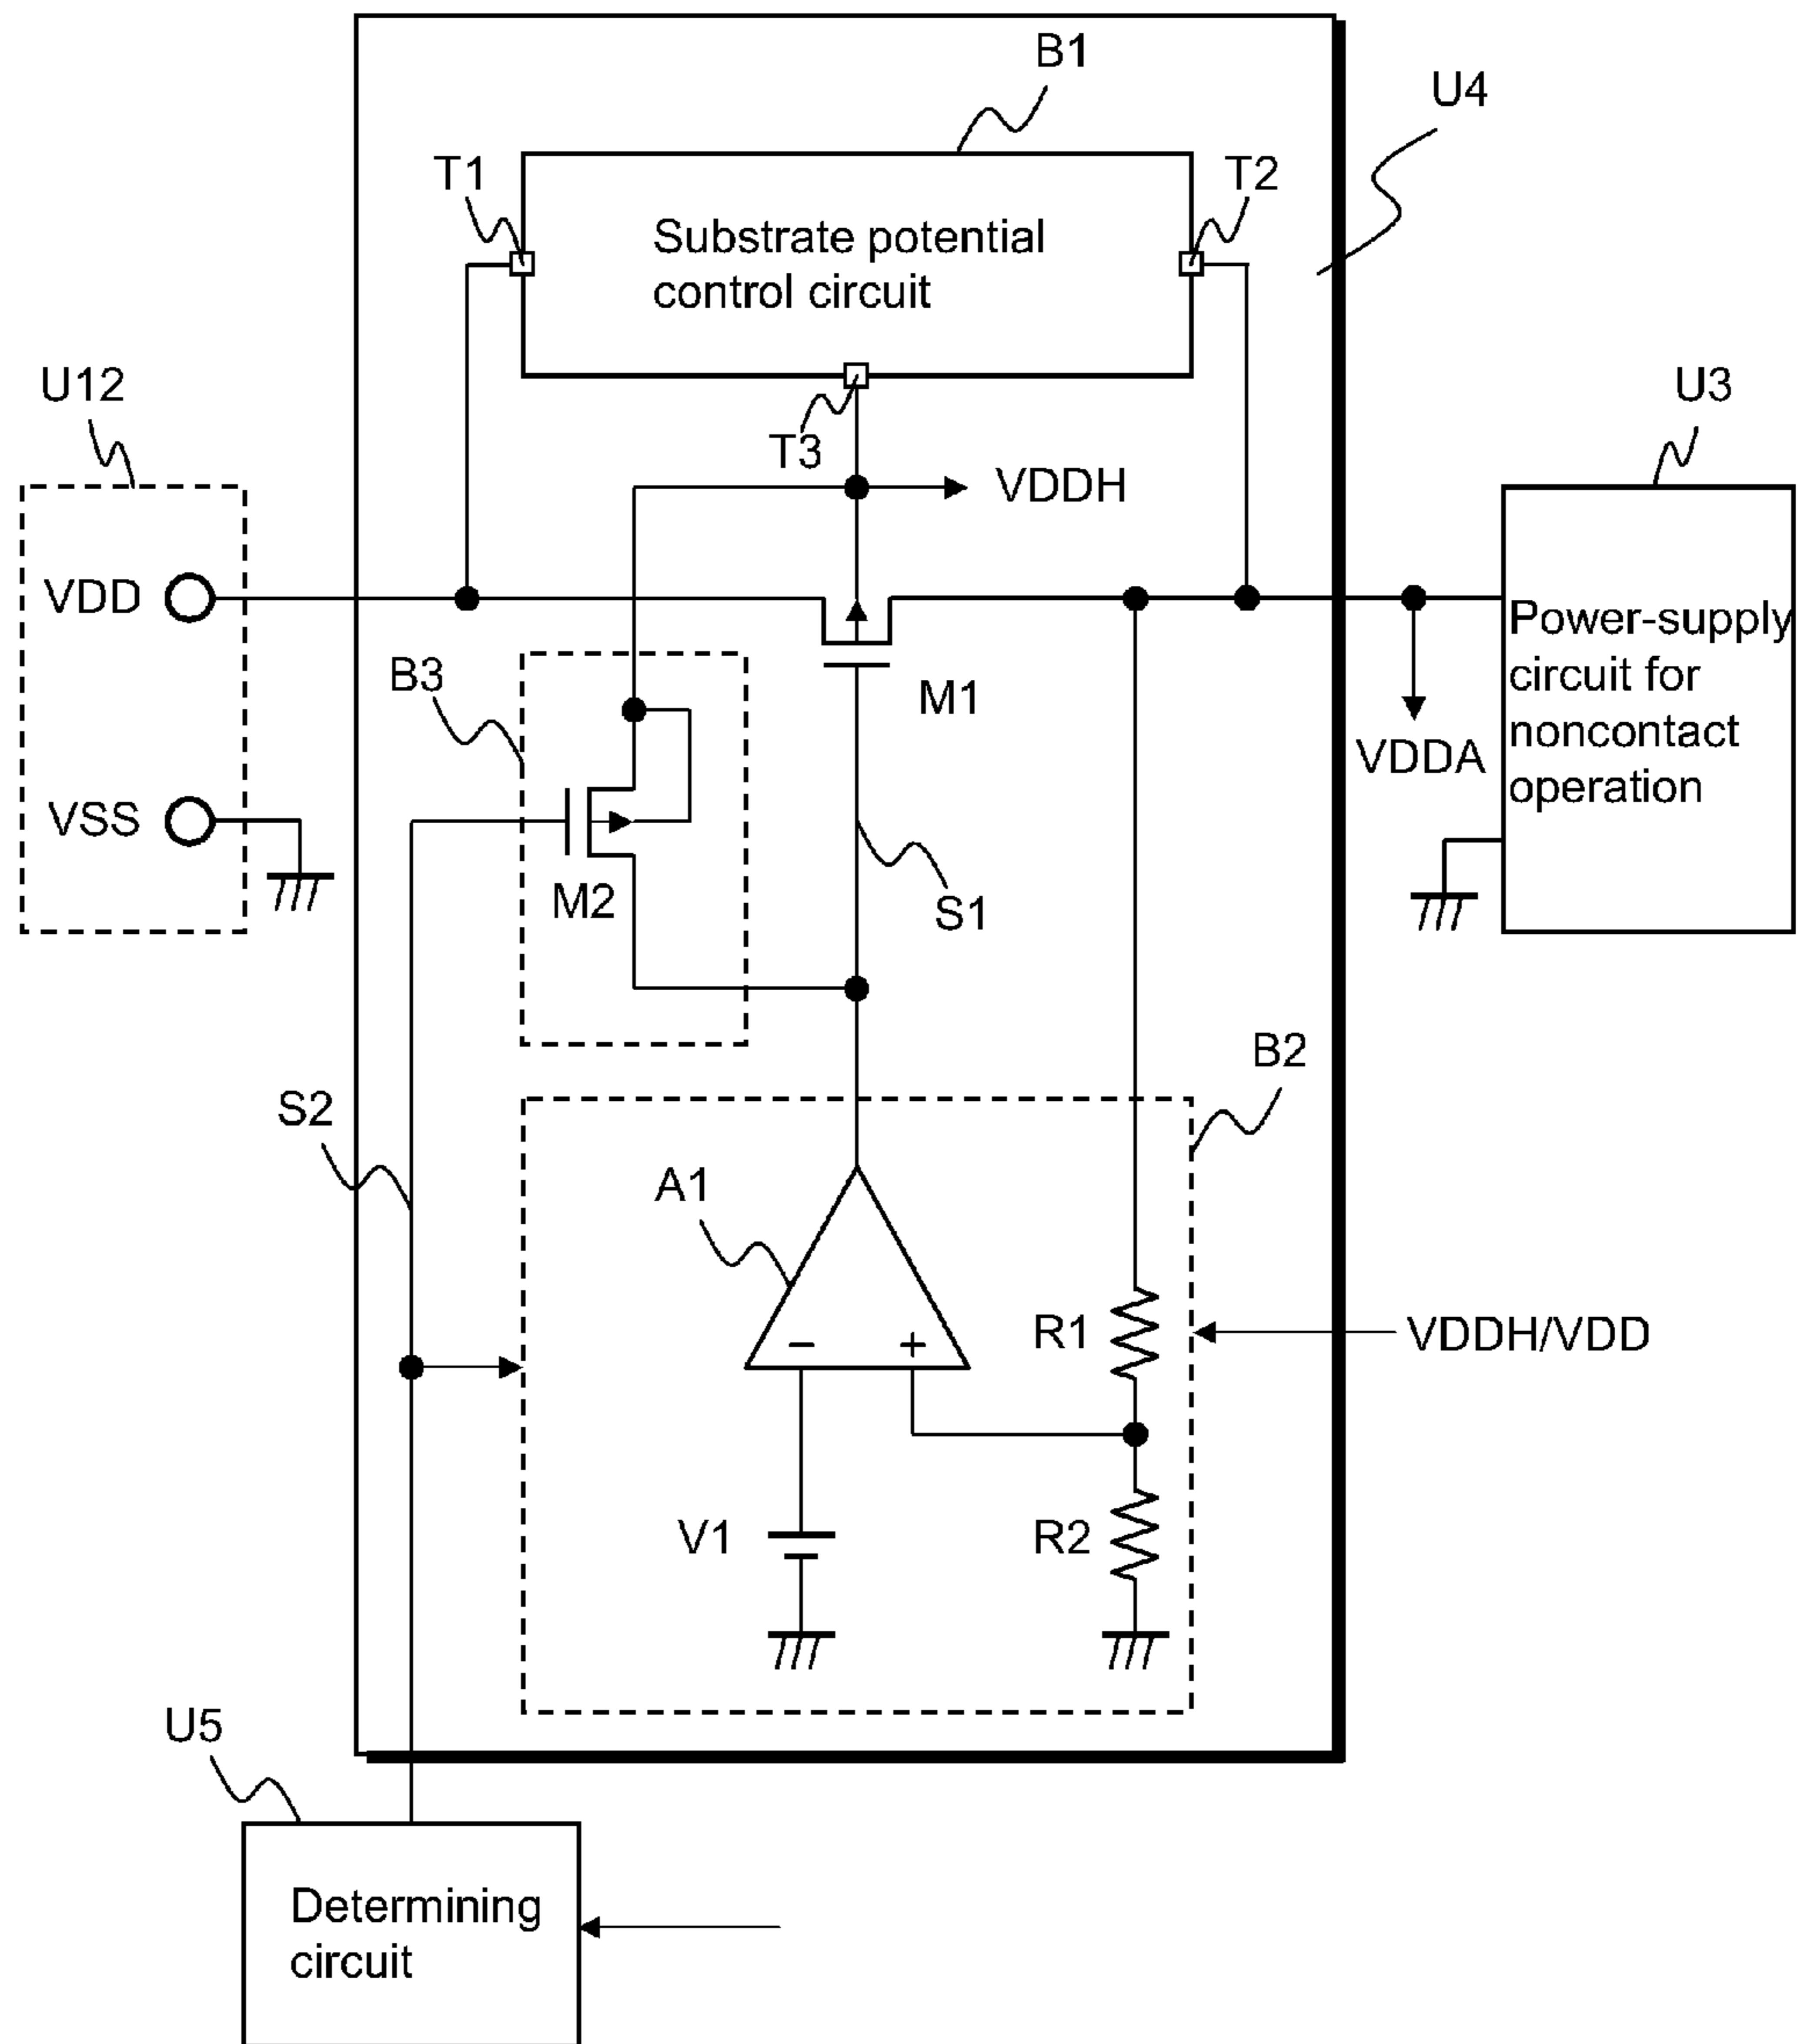 B1
U4
T1
T2
Substrate potential
control circuit
U12
U3
T3
VDDH
VDD
Power-supply
circuit for
noncontact
operation
B3
M1
VDDA
VSS
M2
S1
B2
S2
A1
−
+
R1
VDDH/VDD
V1
R2
U5
Determining
circuit